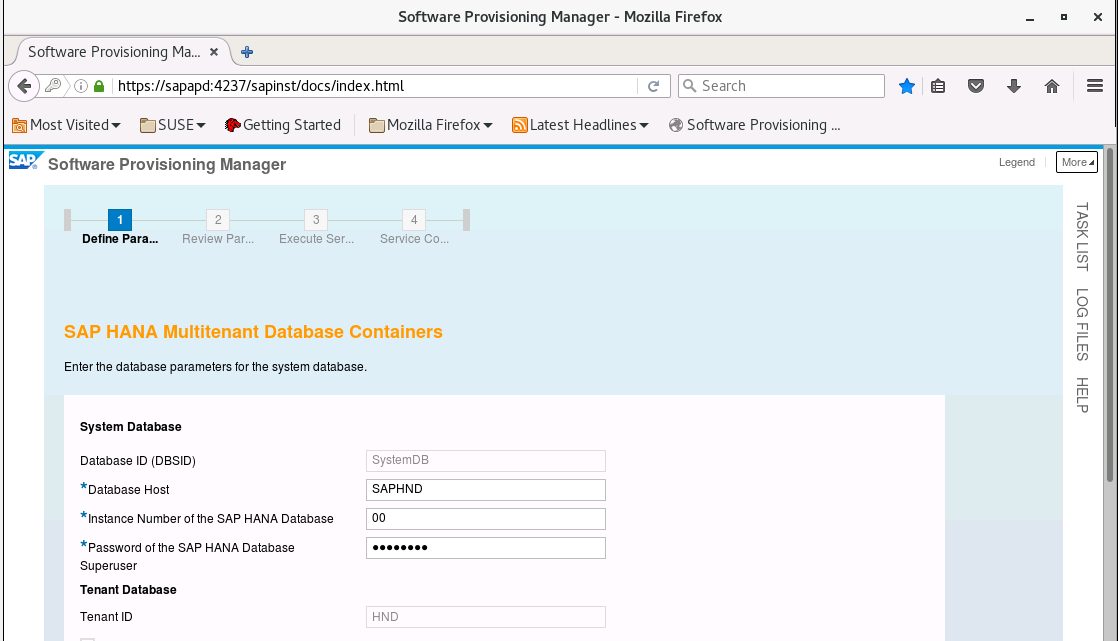 Software Provisioning Manager - Mozilla Firefox
Software Provisioning Ma...
https://sapapd:4237/sapinst/docs/index.html
Search
Most Visited
SUSE
Getting Started
Mozilla Firefox
Latest Headlines
Software Provisioning ...
SAP
Software Provisioning Manager
Legend
More
1 2 3 4
Define Para... Review Par... Execute Ser... Service Co...
TASK LIST
LOG FILES
HELP
SAP HANA Multitenant Database Containers
Enter the database parameters for the system database.
System Database
Database ID (DBSID) SystemDB
*Database Host SAPHND
*Instance Number of the SAP HANA Database 00
*Password of the SAP HANA Database ••••••••
Superuser
Tenant Database
Tenant ID HND